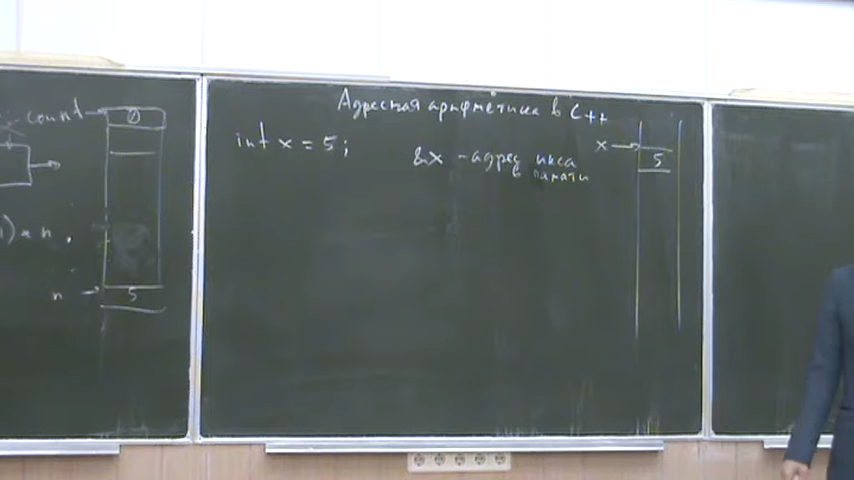 Адресная арифметика в C++
int x = 5;
&x - адрес икса
в памяти
x
5
count
0
) * n
n
5